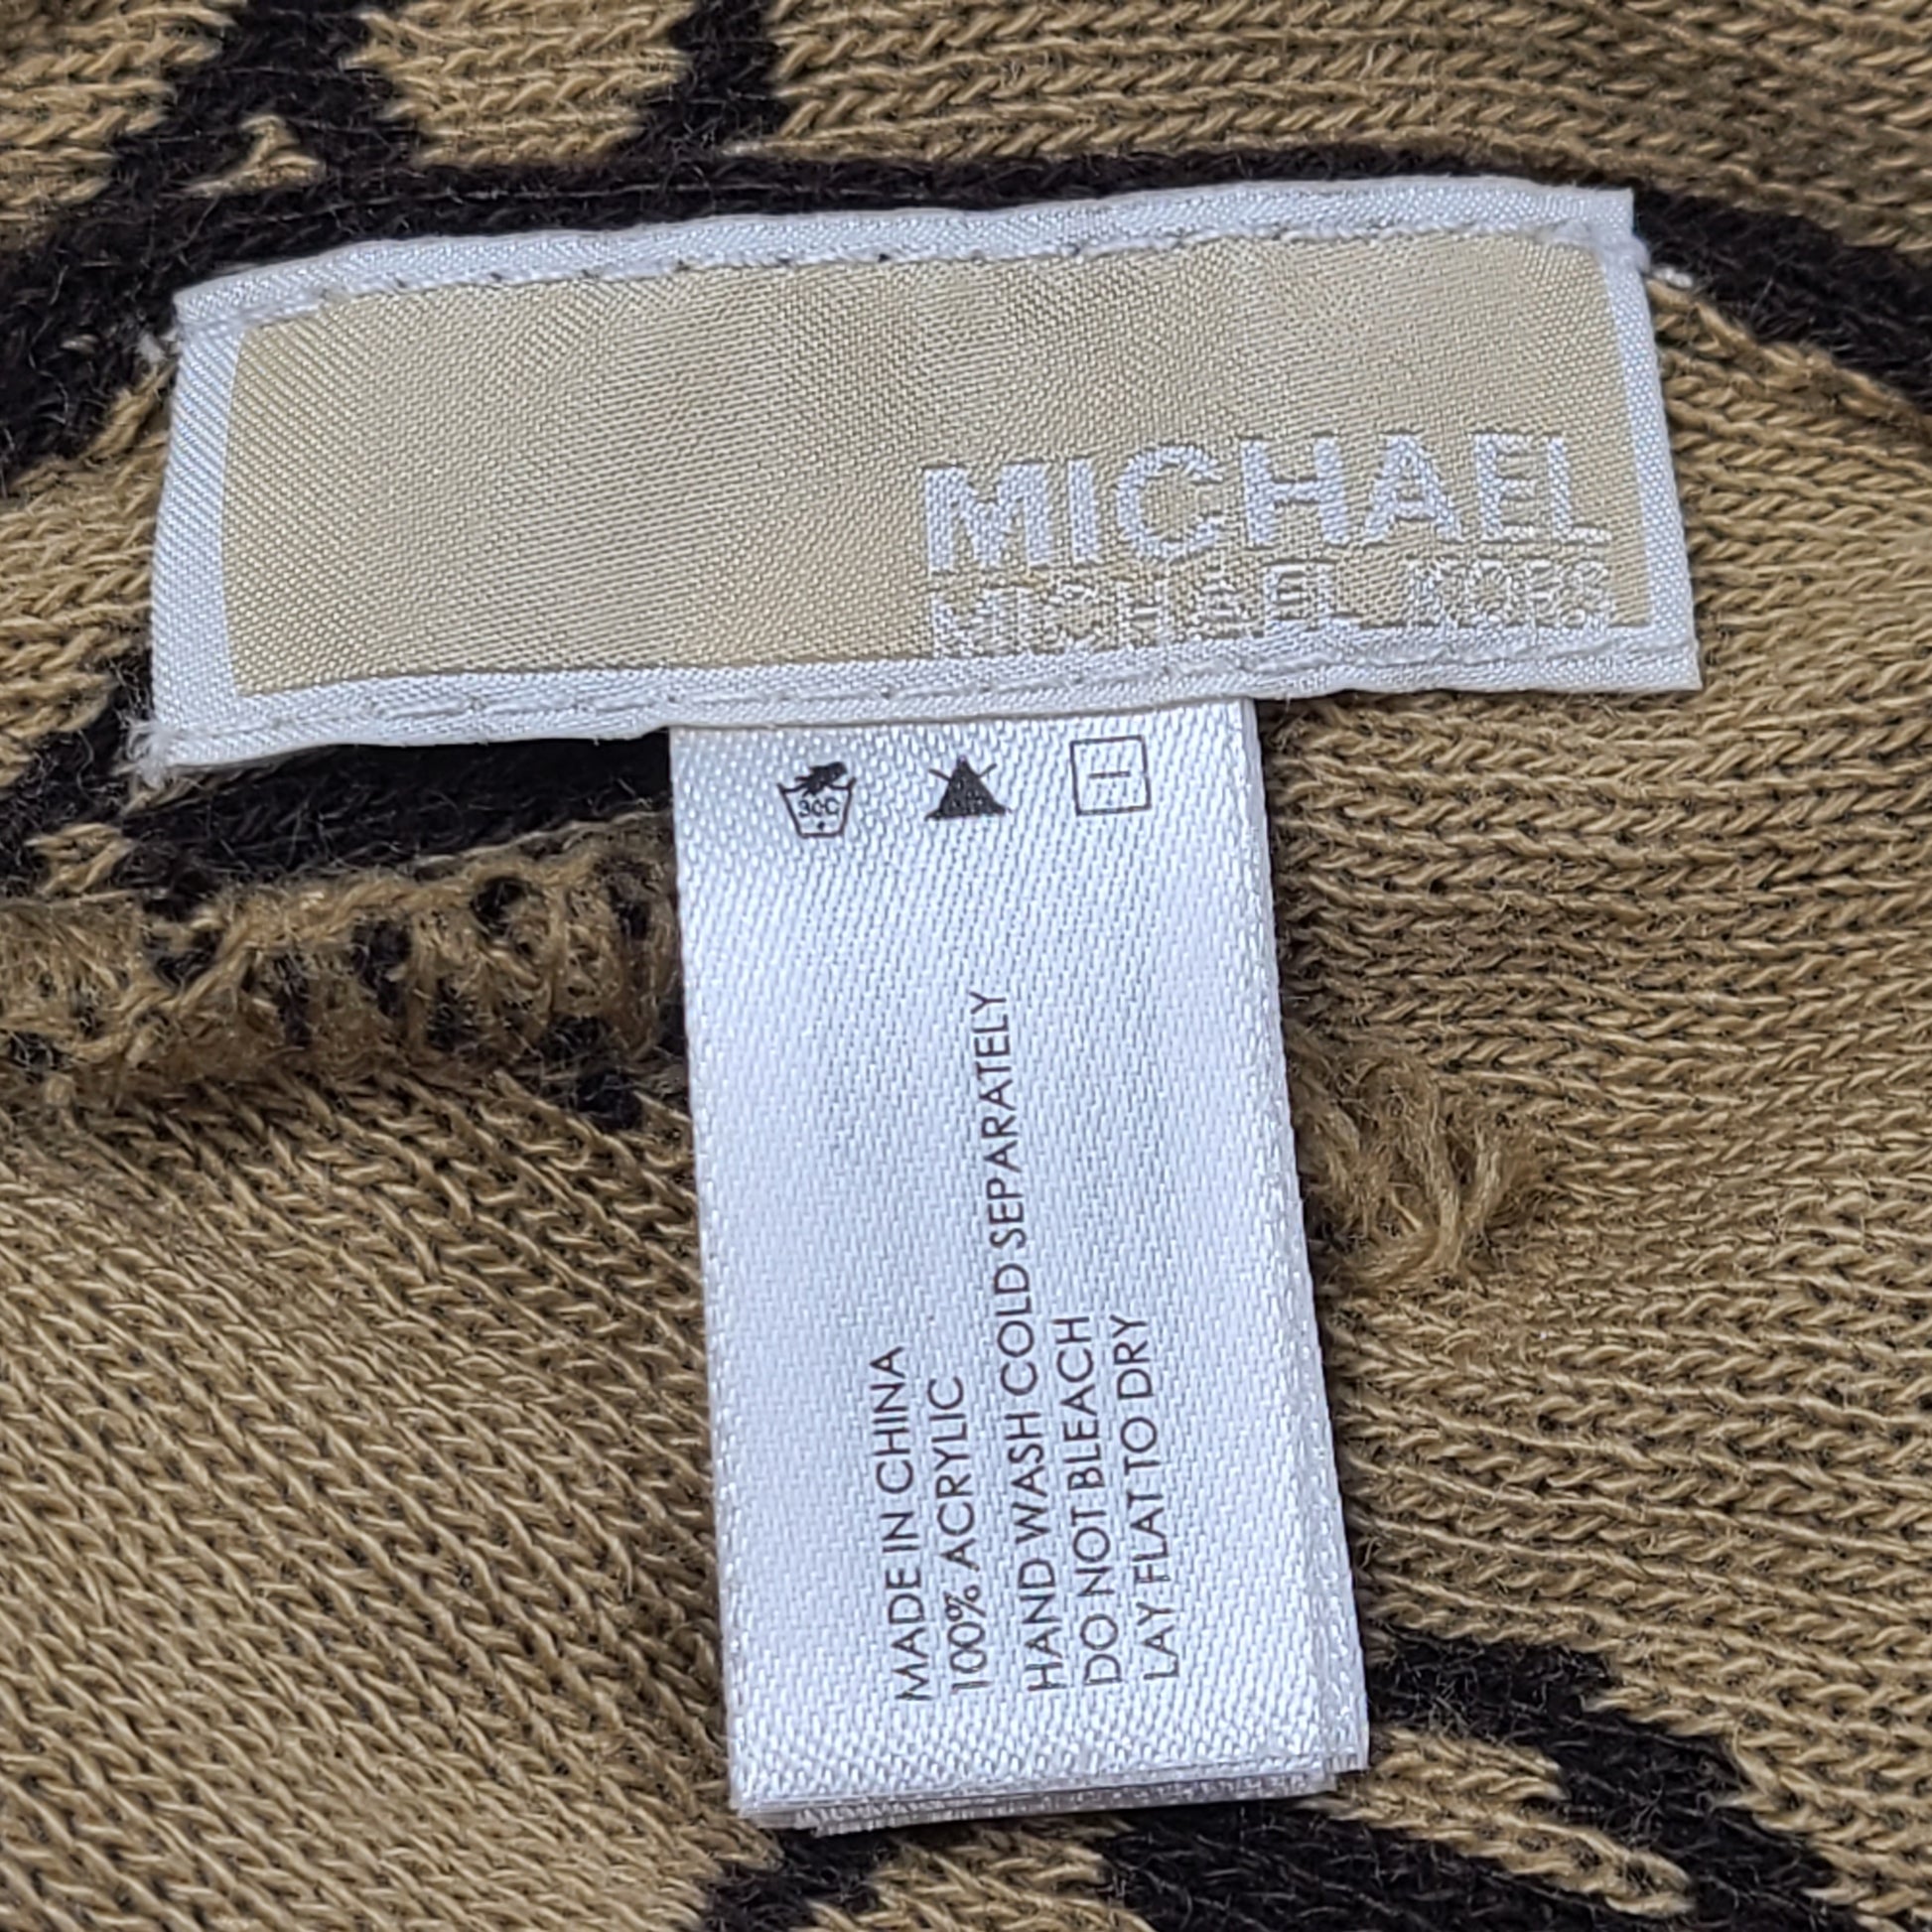 MICHAEL
MICHAEL KORS
30C
MADE IN CHINA
100% ACRYLIC
HAND WASH COLD SEPARATELY
DO NOT BLEACH
LAY FLAT TO DRY